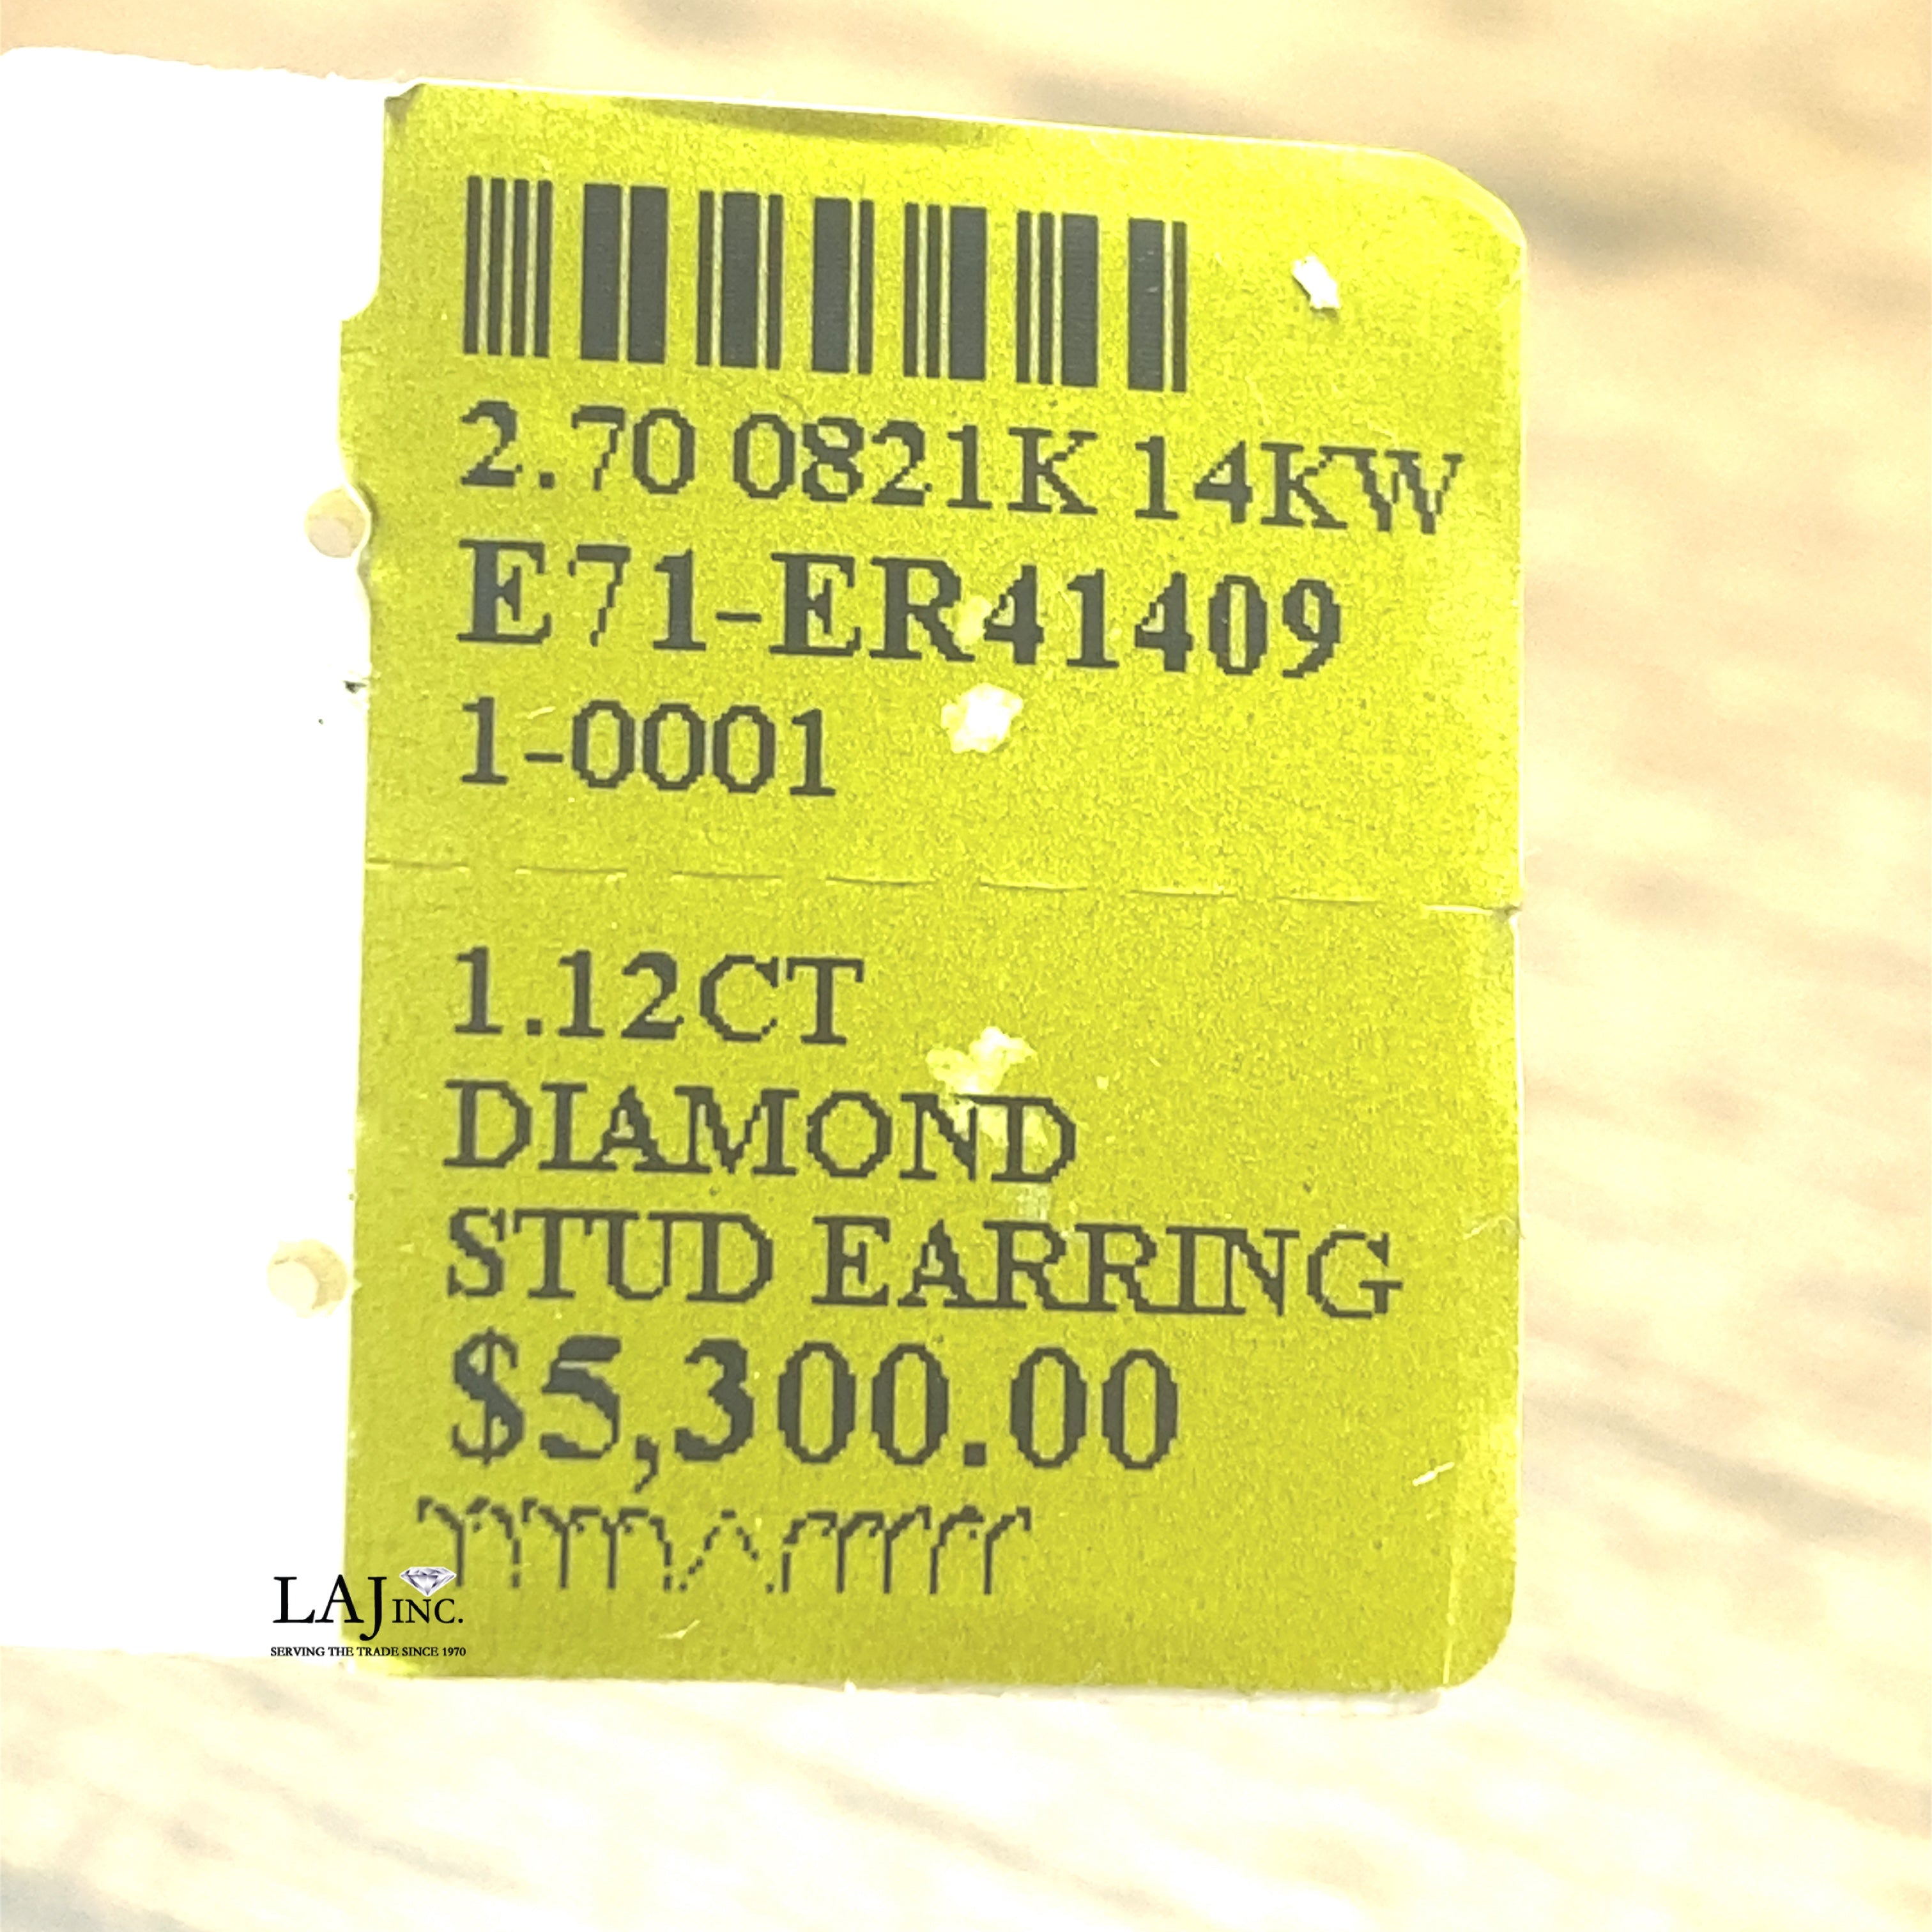 2.70 0821K 14KW
E71-ER41409
1-0001
1.12CT
DIAMOND
STUD EARRING
$5,300.00
LAJ INC.
SERVING THE TRADE SINCE 1970